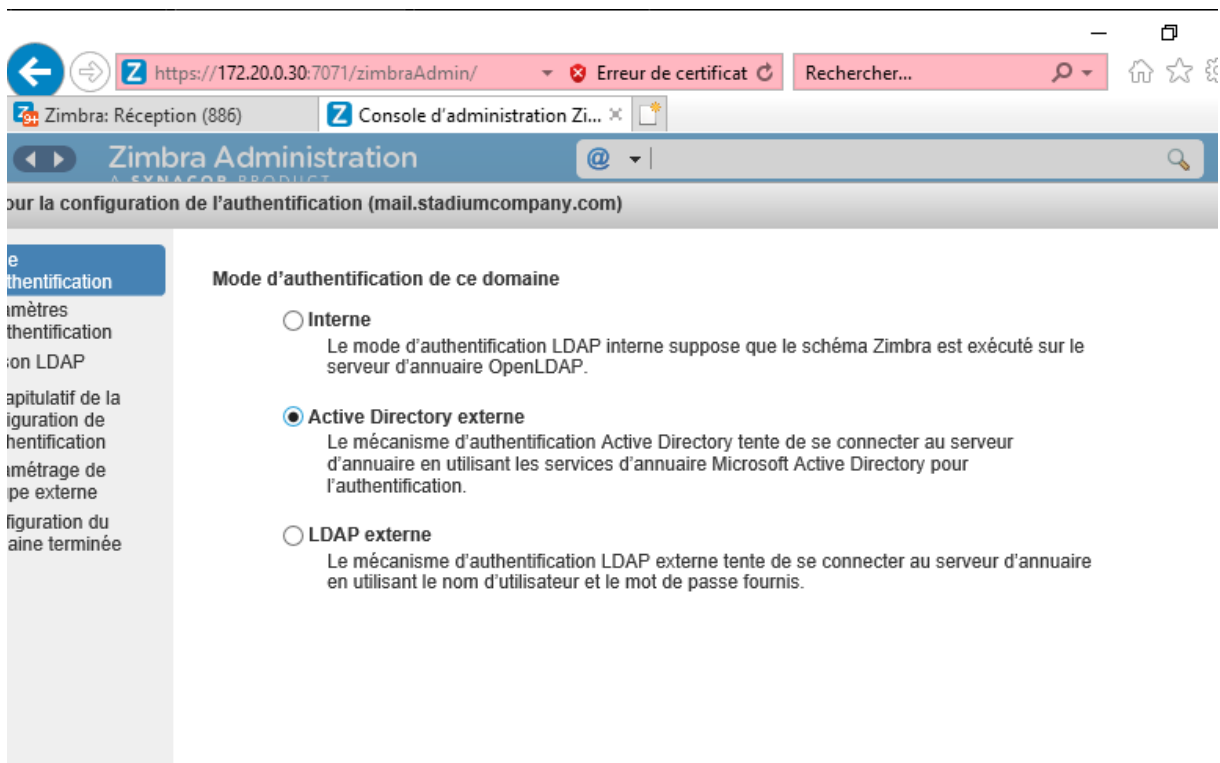 https://172.20.0.30:7071/zimbraAdmin/ Erreur de certificat Rechercher...
Zimbra: Réception (886) Console d'administration Zi...
Zimbra Administration @
A SYNACOR PRODUCT
our la configuration de l'authentification (mail.stadiumcompany.com)
e
thentification
amètres
thentification
son LDAP
apitulatif de la
iguration de
hentification
amétrage de
upe externe
figuration du
aine terminée
Mode d'authentification de ce domaine
Interne
Le mode d'authentification LDAP interne suppose que le schéma Zimbra est exécuté sur le
serveur d'annuaire OpenLDAP.
Active Directory externe
Le mécanisme d'authentification Active Directory tente de se connecter au serveur
d'annuaire en utilisant les services d'annuaire Microsoft Active Directory pour
l'authentification.
LDAP externe
Le mécanisme d'authentification LDAP externe tente de se connecter au serveur d'annuaire
en utilisant le nom d'utilisateur et le mot de passe fournis.